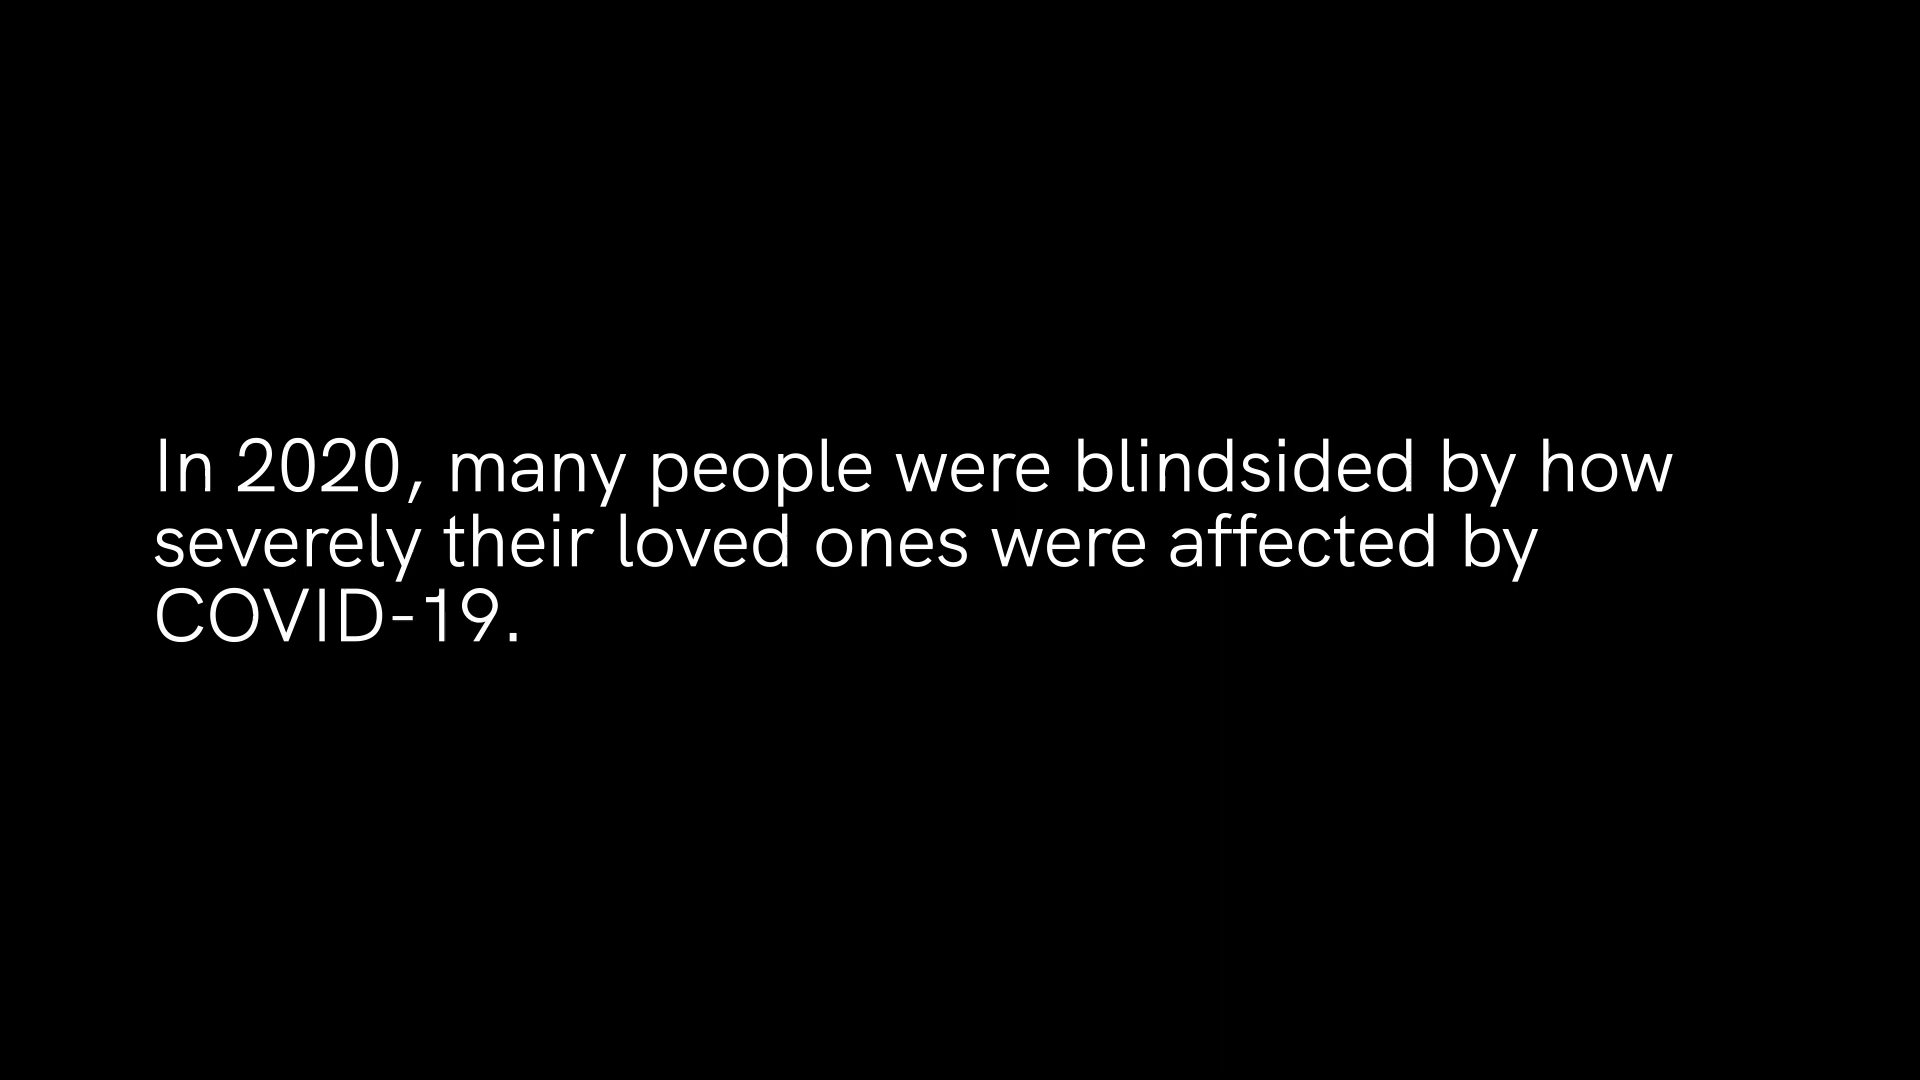 In 2020, many people were blindsided by how
severely their loved ones were affected by
COVID-19.